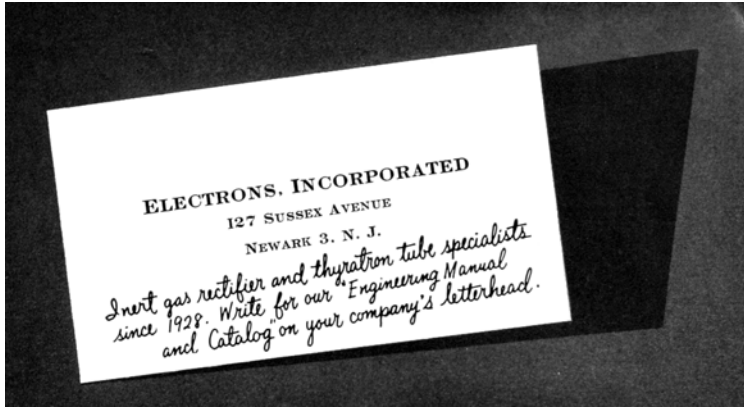 ELECTRONS, INCORPORATED
127 SUSSEX AVENUE
NEWARK 3, N. J.
Inert gas rectifier and thyratron tube specialists
since 1928. Write for our "Engineering Manual
and Catalog" on your company's letterhead.